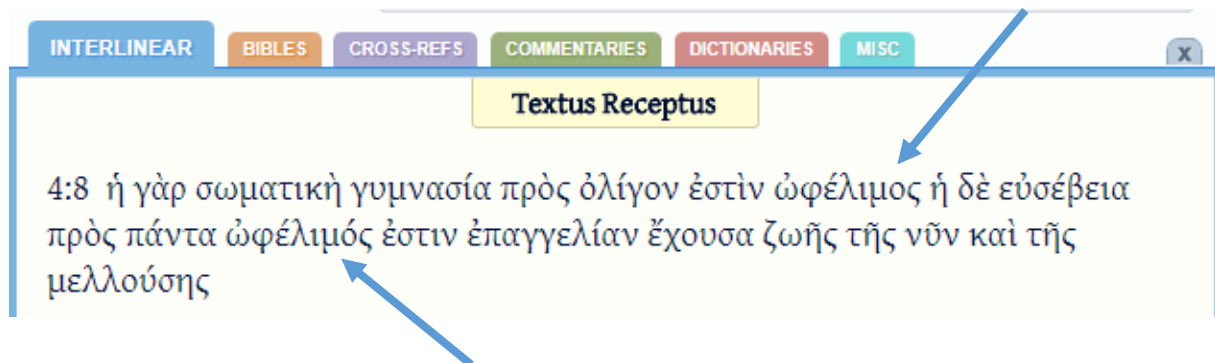 INTERLINEAR BIBLES CROSS-REFS COMMENTARIES DICTIONARIES MISC x
Textus Receptus
4:8 ἡ γὰρ σωματικὴ γυμνασία πρὸς ὀλίγον ἐστὶν ὠφέλιμος ἡ δὲ εὐσέβεια
πρὸς πάντα ὠφέλιμός ἐστιν ἐπαγγελίαν ἔχουσα ζωῆς τῆς νῦν καὶ τῆς
μελλούσης